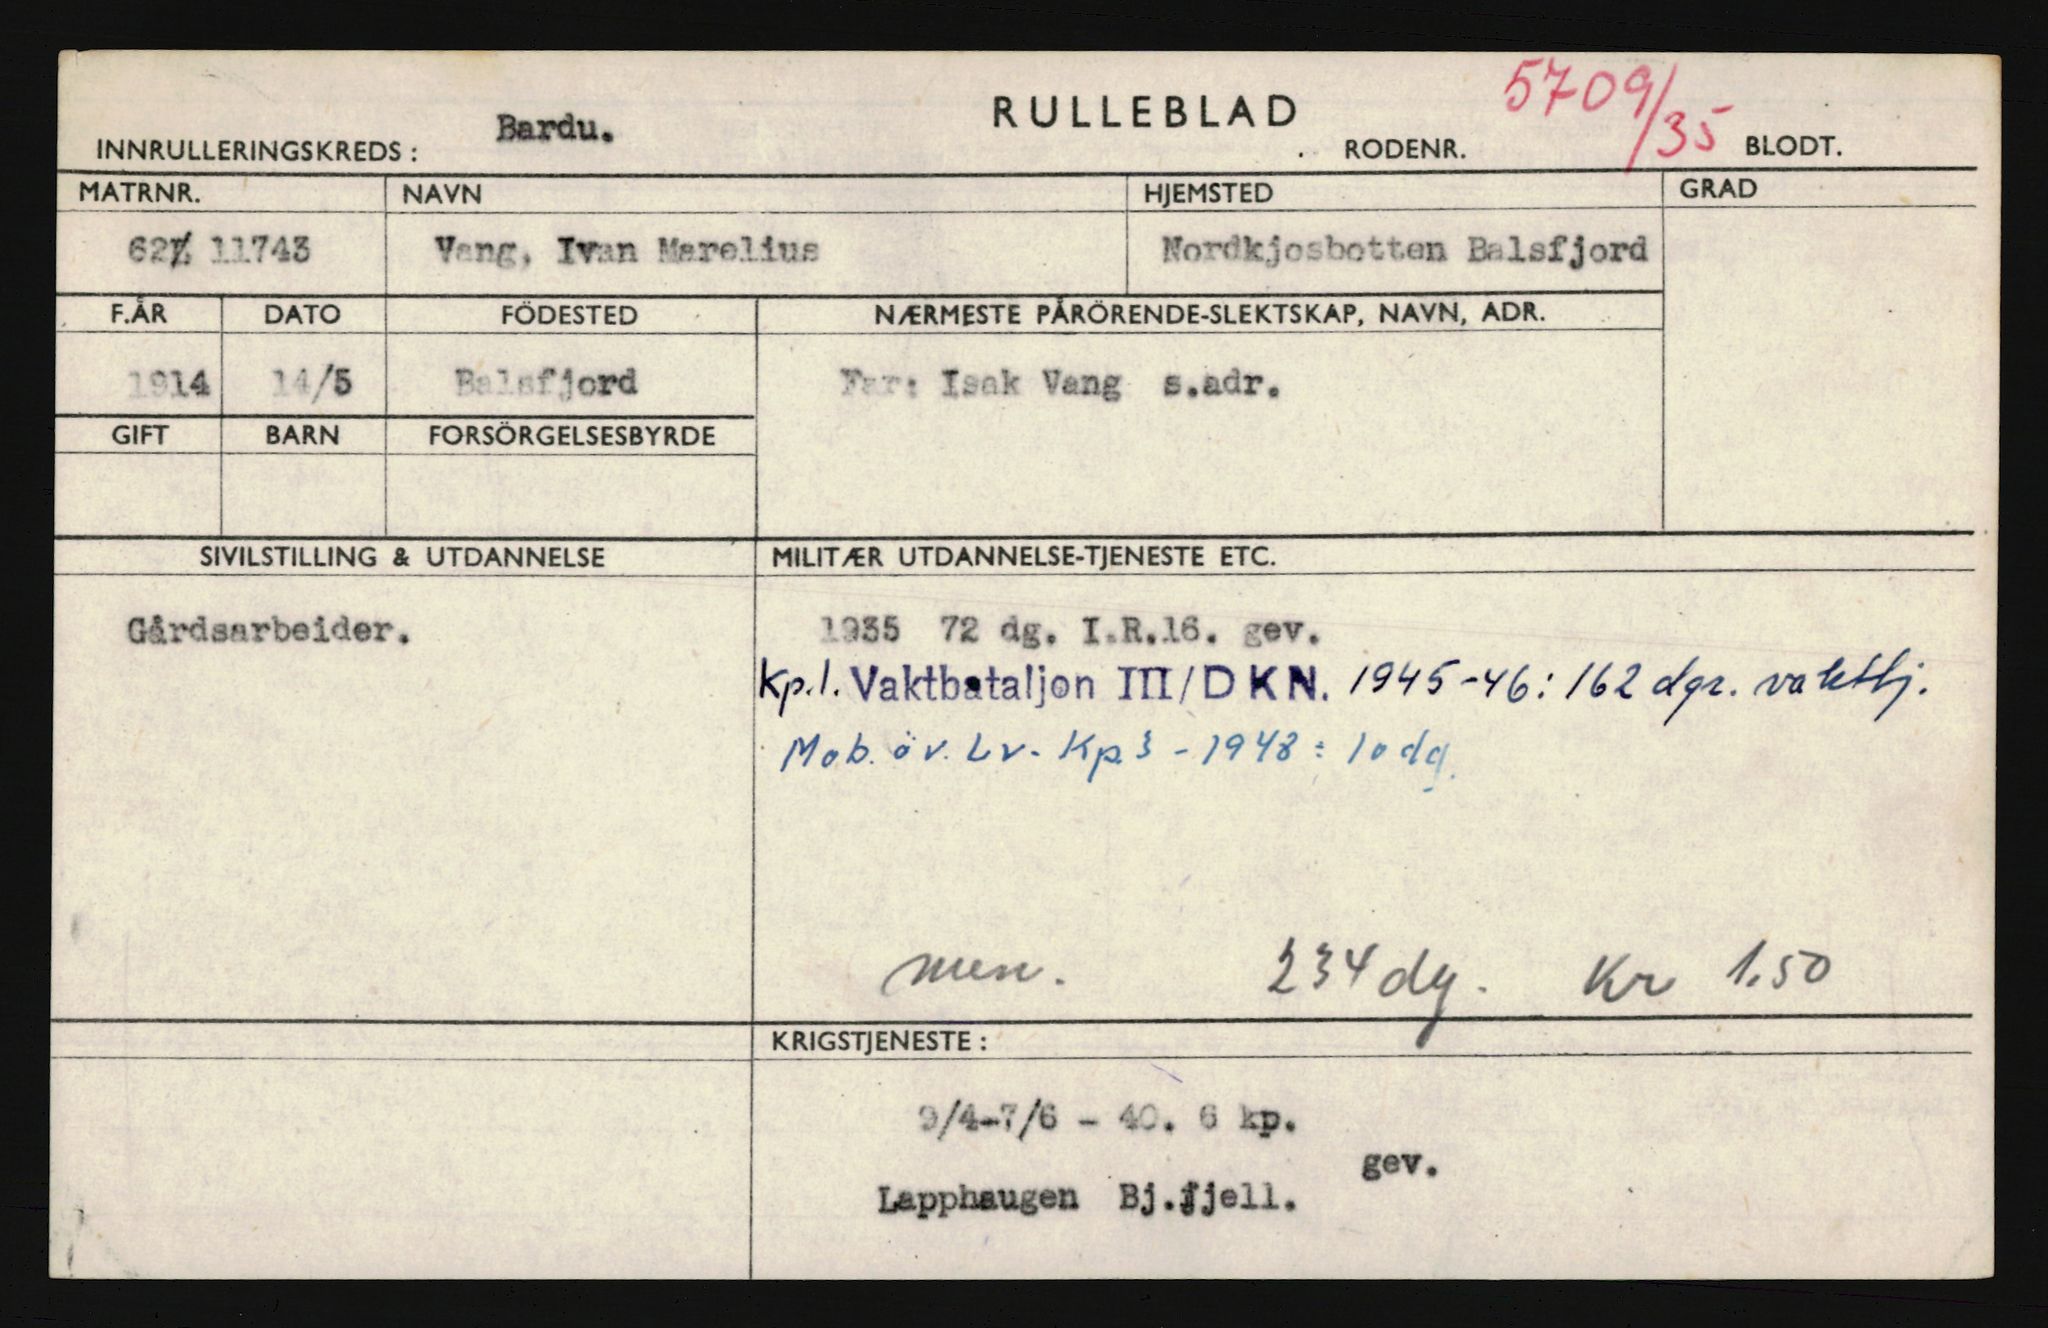 RULLEBLAD
5709/35
INNRULLERINGSKREDS: Bardu. RODENR. BLODT.
MATRNR. NAVN HJEMSTED GRAD
11743 Vang, Ivan Marelius Nordkjosbotten Balsfjord
F.ÅR DATO FÖDESTED NÆRMESTE PÅRÖRENDE-SLEKTSKAP, NAVN, ADR.
1914 14/5 Balsfjord Far: Isak Vang s.adr.
GIFT BARN FORSÖRGELSESBYRDE
SIVILSTILLING & UTDANNELSE MILITÆR UTDANNELSE-TJENESTE ETC.
Gårdsarbeider. 1935 72 dg. I.R.16. gev.
Kp.1. Vaktbataljon III/DKN. 1945-46: 162 dgr. vakttj.
Mob. öv. Lv. Kp.3 - 1948: 10 dg.
men. 234 dg. Kr 1.50
KRIGSTJENESTE:
9/4-7/6 - 40. 6 kp.
gev.
Lapphaugen Bj.fjell.